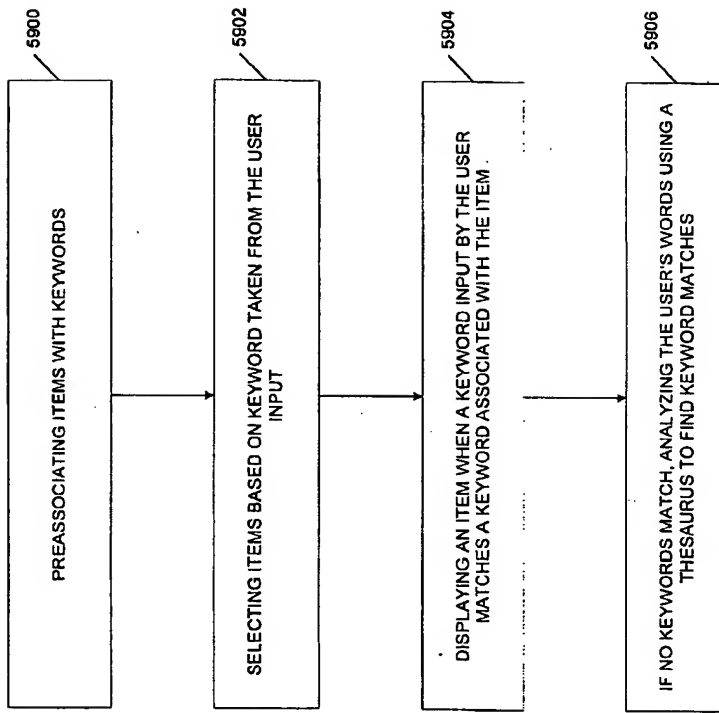 5900
PREASSOCIATING ITEMS WITH KEYWORDS
5902
SELECTING ITEMS BASED ON KEYWORD TAKEN FROM THE USER
INPUT
5904
DISPLAYING AN ITEM WHEN A KEYWORD INPUT BY THE USER
MATCHES A KEYWORD ASSOCIATED WITH THE ITEM .
5906
IF NO KEYWORDS MATCH, ANALYZING THE USER'S WORDS USING A
THESAURUS TO FIND KEYWORD MATCHES